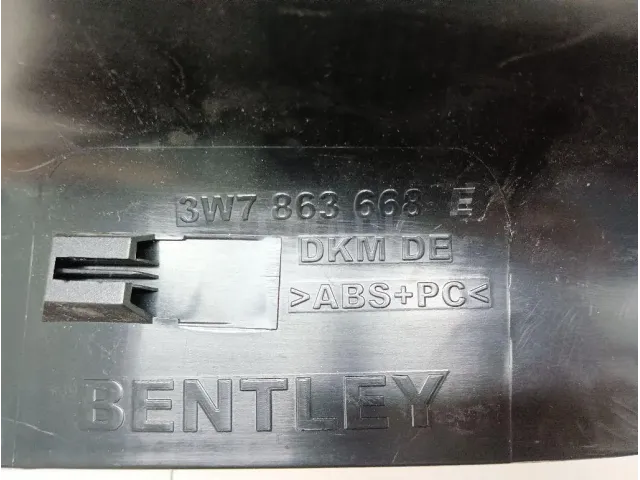 3W7 863 668 E
DKM DE
>ABS+PC<
BENTLEY